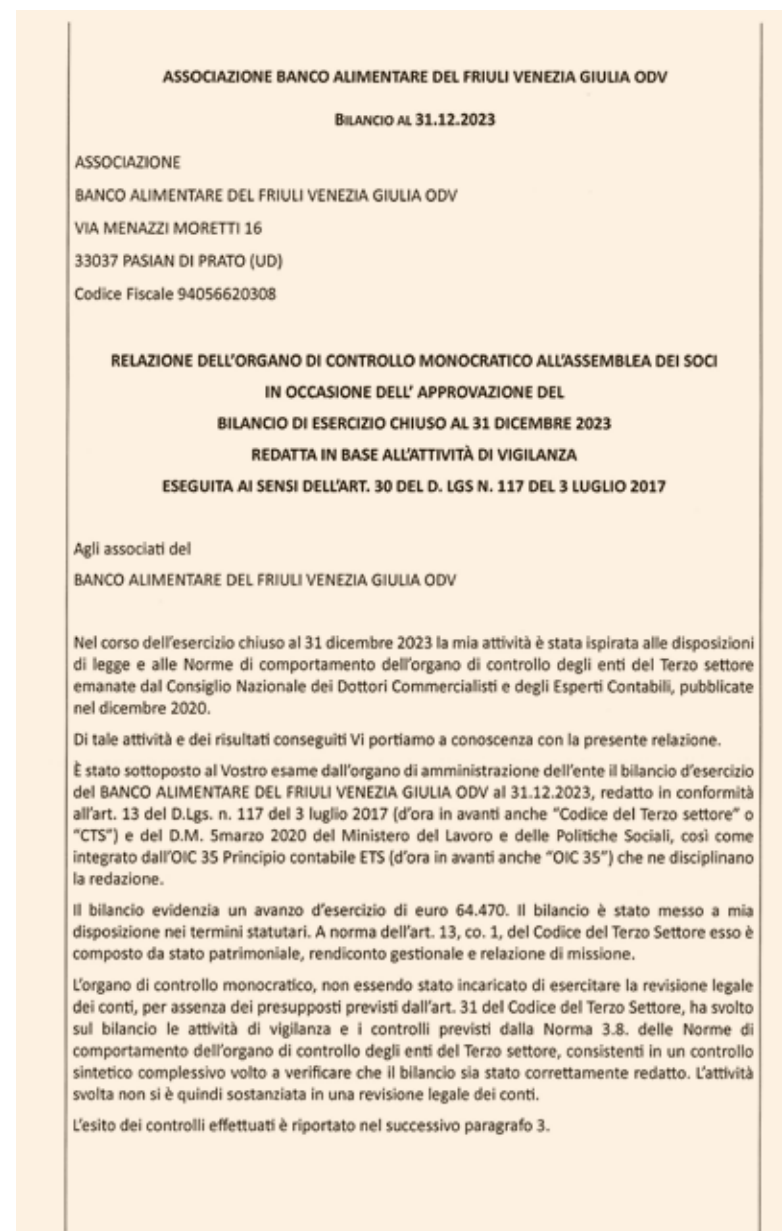 ASSOCIAZIONE BANCO ALIMENTARE DEL FRIULI VENEZIA GIULIA ODV
BILANCIO AL 31.12.2023
ASSOCIAZIONE
BANCO ALIMENTARE DEL FRIULI VENEZIA GIULIA ODV
VIA MENAZZI MORETTI 16
33037 PASIAN DI PRATO (UD)
Codice Fiscale 94056620308
RELAZIONE DELL'ORGANO DI CONTROLLO MONOCRATICO ALL'ASSEMBLEA DEI SOCI
IN OCCASIONE DELL' APPROVAZIONE DEL
BILANCIO DI ESERCIZIO CHIUSO AL 31 DICEMBRE 2023
REDATTA IN BASE ALL'ATTIVITÀ DI VIGILANZA
ESEGUITA AI SENSI DELL'ART. 30 DEL D. LGS N. 117 DEL 3 LUGLIO 2017
Agli associati del
BANCO ALIMENTARE DEL FRIULI VENEZIA GIULIA ODV
Nel corso dell'esercizio chiuso al 31 dicembre 2023 la mia attività è stata ispirata alle disposizioni
di legge e alle Norme di comportamento dell'organo di controllo degli enti del Terzo settore
emanate dal Consiglio Nazionale dei Dottori Commercialisti e degli Esperti Contabili, pubblicate
nel dicembre 2020.
Di tale attività e dei risultati conseguiti Vi portiamo a conoscenza con la presente relazione.
È stato sottoposto al Vostro esame dall'organo di amministrazione dell'ente il bilancio d'esercizio
del BANCO ALIMENTARE DEL FRIULI VENEZIA GIULIA ODV al 31.12.2023, redatto in conformità
all'art. 13 del D.Lgs. n. 117 del 3 luglio 2017 (d'ora in avanti anche "Codice del Terzo settore" o
"CTS") e del D.M. 5marzo 2020 del Ministero del Lavoro e delle Politiche Sociali, così come
integrato dall'OIC 35 Principio contabile ETS (d'ora in avanti anche "OIC 35") che ne disciplinano
la redazione.
Il bilancio evidenzia un avanzo d'esercizio di euro 64.470. Il bilancio è stato messo a mia
disposizione nei termini statutari. A norma dell'art. 13, co. 1, del Codice del Terzo Settore esso è
composto da stato patrimoniale, rendiconto gestionale e relazione di missione.
L'organo di controllo monocratico, non essendo stato incaricato di esercitare la revisione legale
dei conti, per assenza dei presupposti previsti dall'art. 31 del Codice del Terzo Settore, ha svolto
sul bilancio le attività di vigilanza e i controlli previsti dalla Norma 3.8. delle Norme di
comportamento dell'organo di controllo degli enti del Terzo settore, consistenti in un controllo
sintetico complessivo volto a verificare che il bilancio sia stato correttamente redatto. L'attività
svolta non si è quindi sostanziata in una revisione legale dei conti.
L'esito dei controlli effettuati è riportato nel successivo paragrafo 3.